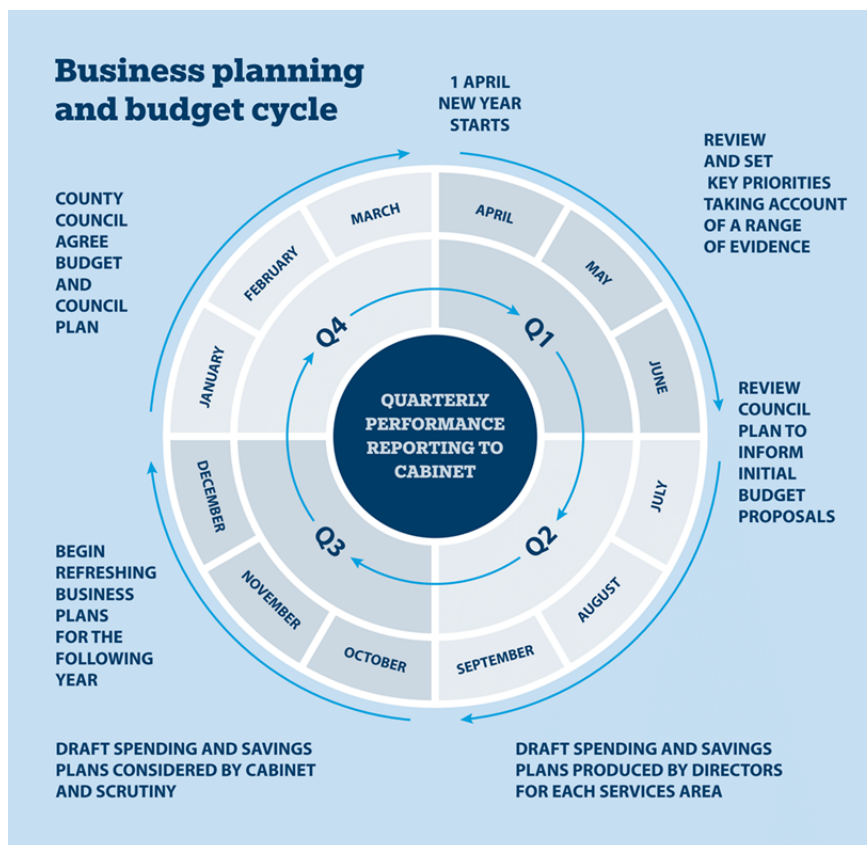 Business planning
and budget cycle
1 APRIL
NEW YEAR
STARTS
REVIEW
AND SET
KEY PRIORITIES
TAKING ACCOUNT
OF A RANGE
OF EVIDENCE
REVIEW
COUNCIL
PLAN TO
INFORM
INITIAL
BUDGET
PROPOSALS
DRAFT SPENDING AND SAVINGS
PLANS PRODUCED BY DIRECTORS
FOR EACH SERVICES AREA
DRAFT SPENDING AND SAVINGS
PLANS CONSIDERED BY CABINET
AND SCRUTINY
BEGIN
REFRESHING
BUSINESS
PLANS
FOR THE
FOLLOWING
YEAR
COUNTY
COUNCIL
AGREE
BUDGET
AND
COUNCIL
PLAN
APRIL
MAY
JUNE
JULY
AUGUST
SEPTEMBER
OCTOBER
NOVEMBER
DECEMBER
JANUARY
FEBRUARY
MARCH
Q1
Q2
Q3
Q4
QUARTERLY
PERFORMANCE
REPORTING TO
CABINET